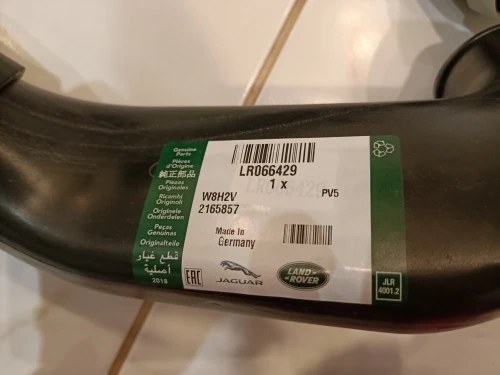 Genuine
Parts
Pièces
d'Origine
純正部品
Piezas
Originales
Ricambi
Originali
Originele
Onderdelen
Peças
Genuínas
Originalteile
قطع غيار
أصلية
2018
LR066429
1 x
W8H2V
PV5
2165857
Made In
Germany
EAC
JAGUAR
LAND-
ROVER
JLR
4001.2